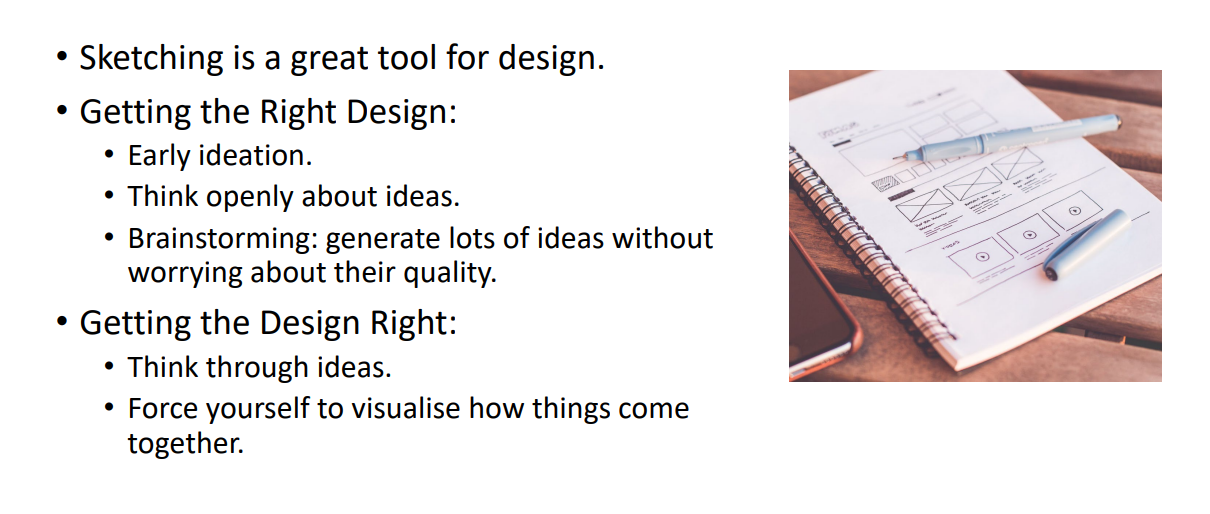 • Sketching is a great tool for design.
• Getting the Right Design:
• Early ideation.
• Think openly about ideas.
• Brainstorming: generate lots of ideas without
worrying about their quality.
• Getting the Design Right:
• Think through ideas.
• Force yourself to visualise how things come
together.